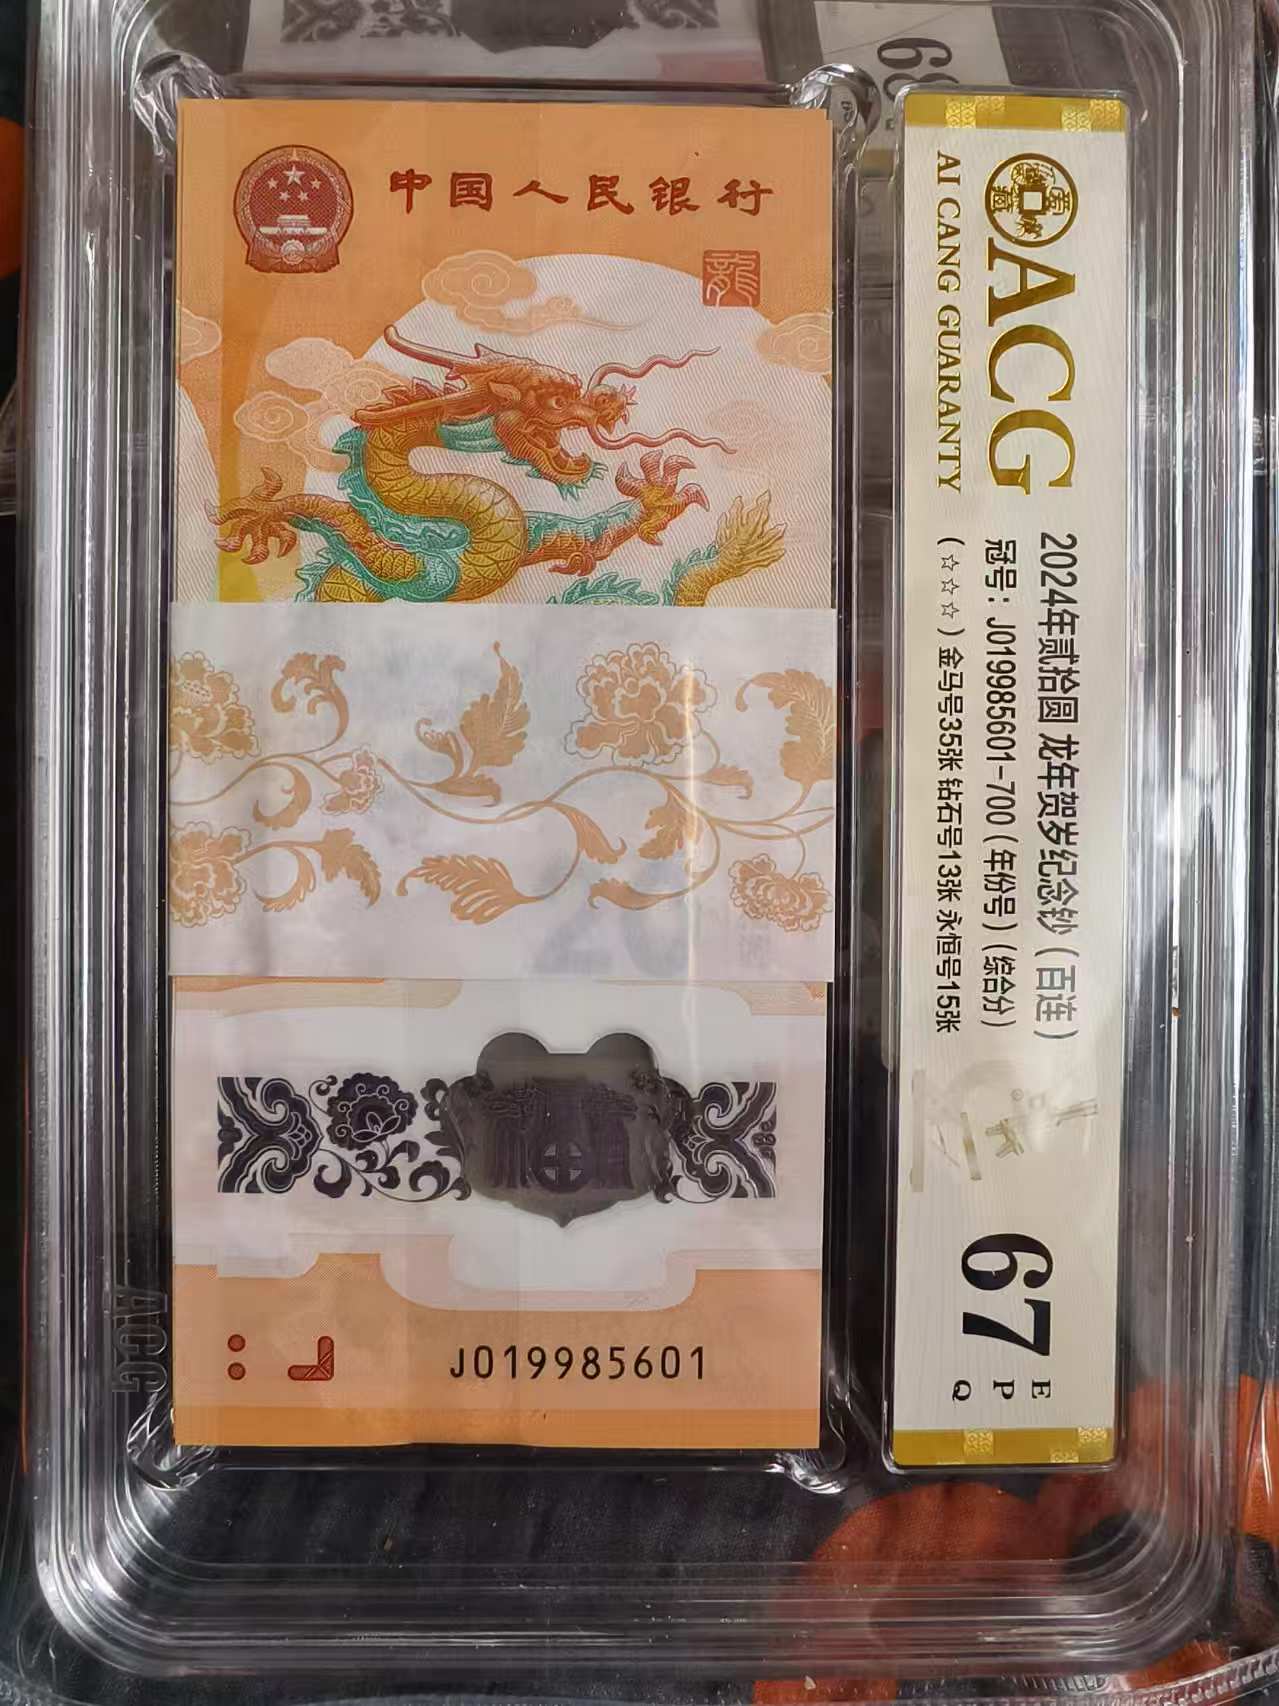 中国人民银行
龍
J019985601
ACG
AI CANG GUARANTY
2024年贰拾圆 龙年贺岁纪念钞（百连）
冠号：J019985601-700（年份号）（综合分）
（☆☆☆）金马号35张 钻石号13张 永恒号15张
67
E
P
Q
ACG
68